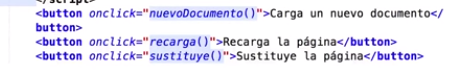 </script>
<button onclick="nuevoDocumento()">Carga un nuevo documento</
button>
<button onclick="recarga()">Recarga la página</button>
<button onclick="sustituye()">Sustituye la página</button>